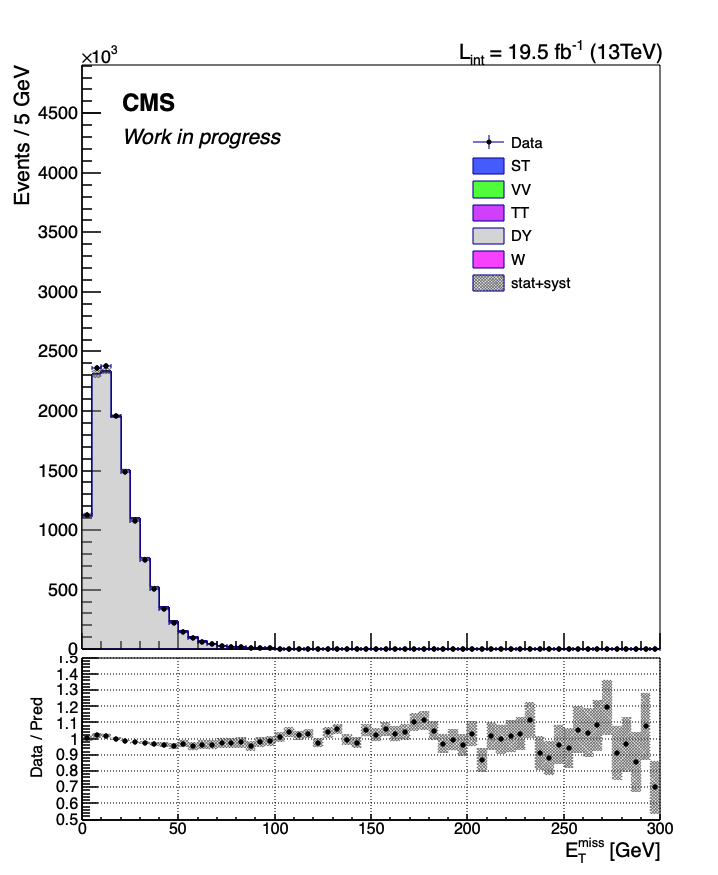 ×10³
L_int = 19.5 fb⁻¹ (13TeV)
Events / 5 GeV
CMS
Work in progress
Data
ST
VV
TT
DY
W
stat+syst
4500
4000
3500
3000
2500
2000
1500
1000
500
0
Data / Pred
1.5
1.4
1.3
1.2
1.1
1
0.9
0.8
0.7
0.6
0.5
0 50 100 150 200 250 300
E_T^miss [GeV]